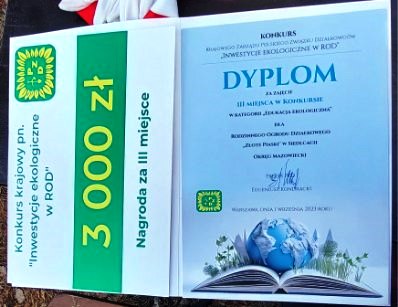 Konkurs Krajowy pn.
"Inwestycje ekologiczne
w ROD"
PZD
3 000 zł
Nagroda za III miejsce
KONKURS
KRAJOWEGO ZARZĄDU POLSKIEGO ZWIĄZKU DZIAŁKOWCÓW
„INWESTYCJE EKOLOGICZNE W ROD"
DYPLOM
ZA ZAJĘCIE
III MIEJSCA W KONKURSIE
W KATEGORII „EDUKACJA EKOLOGICZNA"
DLA
RODZINNEGO OGRODU DZIAŁKOWEGO
„ZŁOTE PIASKI" W SIEDLCACH
OKRĘG MAZOWIECKI
PREZES
EUGENIUSZ KONDRACKI
WARSZAWA, DNIA 1 WRZEŚNIA 2023 ROKU